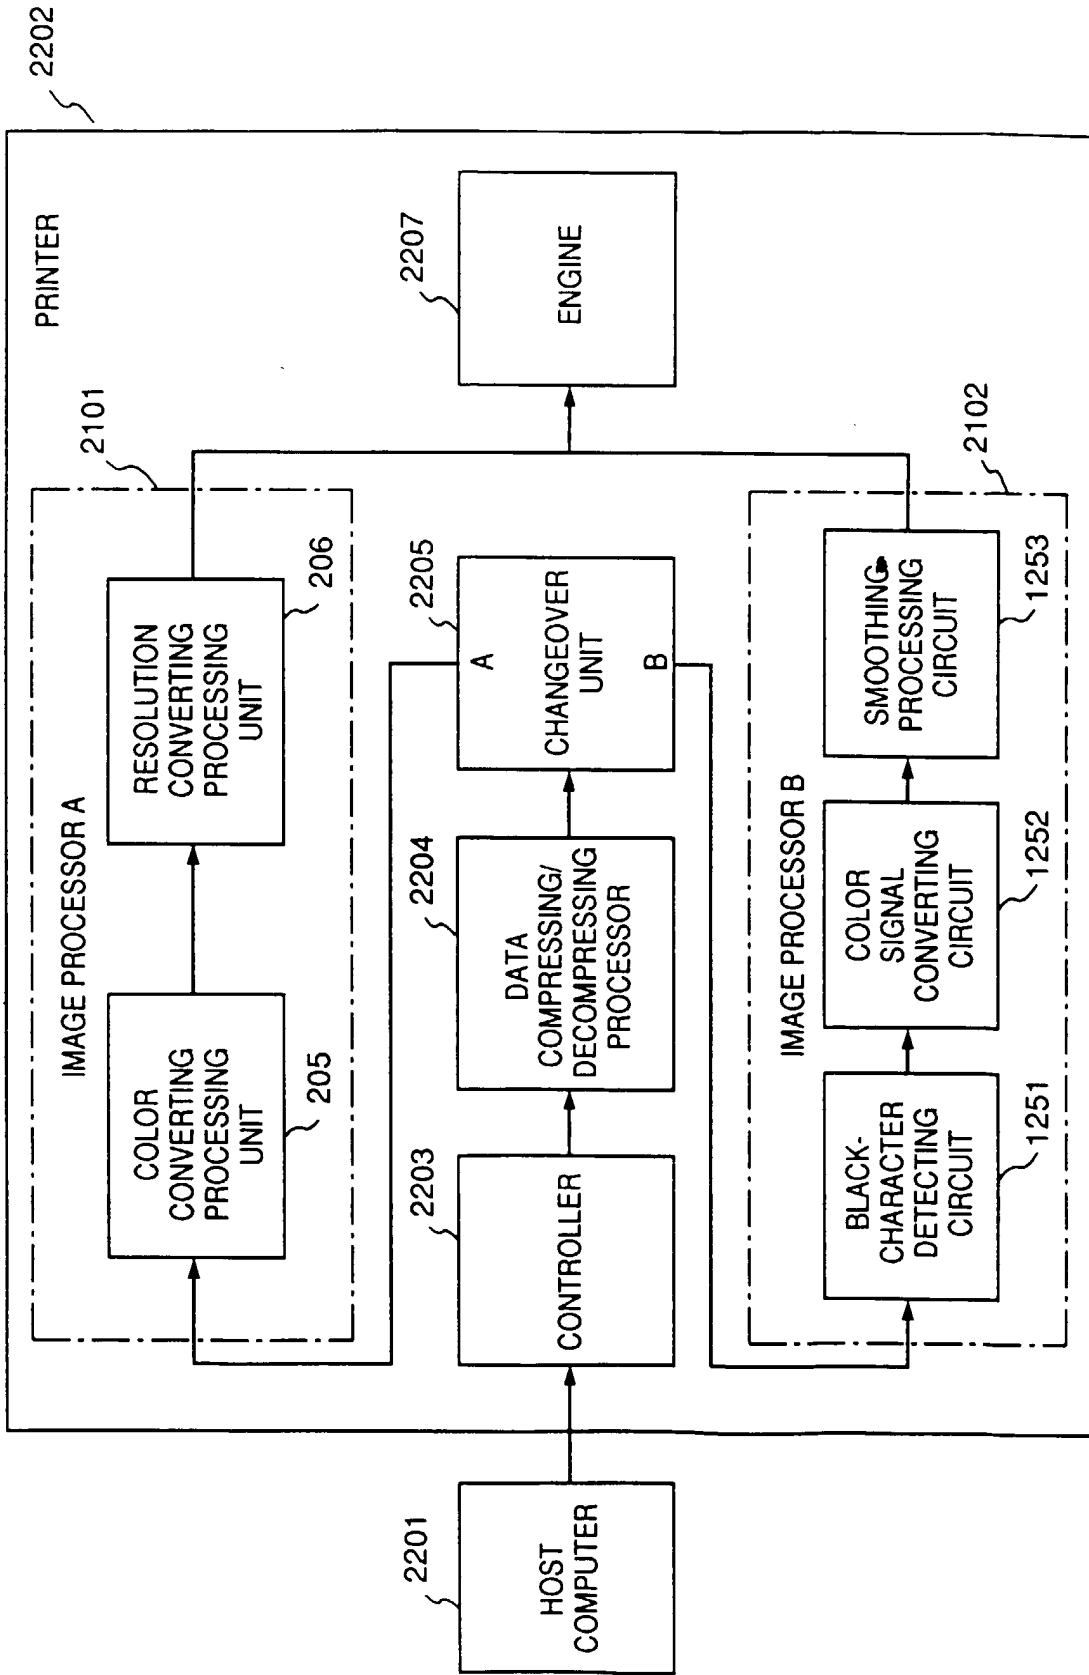 2202
PRINTER
2101
IMAGE PROCESSOR A
COLOR
CONVERTING
PROCESSING
UNIT
205
RESOLUTION
CONVERTING
PROCESSING
UNIT
206
2201
HOST
COMPUTER
2203
CONTROLLER
2204
DATA
COMPRESSING/
DECOMPRESSING
PROCESSOR
2205
A
CHANGEOVER
UNIT
B
2207
ENGINE
2102
IMAGE PROCESSOR B
BLACK-
CHARACTER
DETECTING
CIRCUIT
1251
COLOR
SIGNAL
CONVERTING
CIRCUIT
1252
SMOOTHING
PROCESSING
CIRCUIT
1253